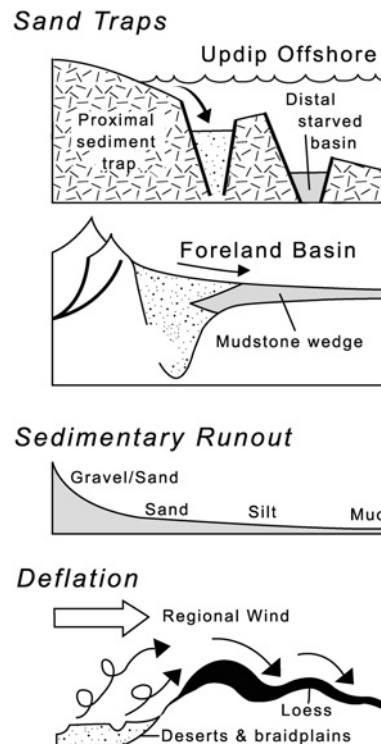 Sand Traps
Updip Offshore
Proximal
sediment
trap
Distal
starved
basin
Foreland Basin
Mudstone wedge
Sedimentary Runout
Gravel/Sand
Sand
Silt
Mud
Deflation
Regional Wind
Loess
Deserts & braidplains